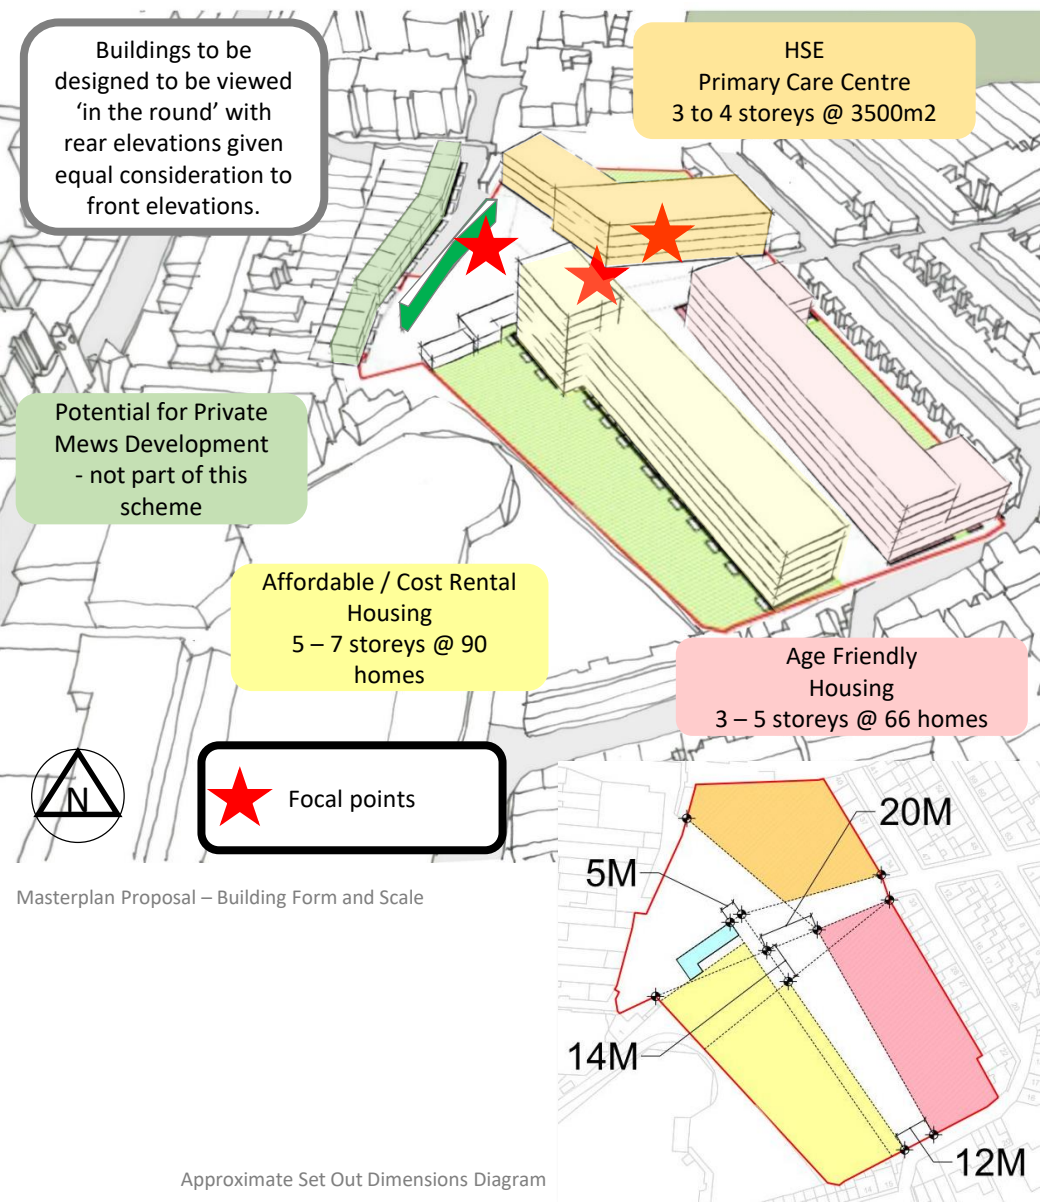 Buildings to be
designed to be viewed
‘in the round’ with
rear elevations given
equal consideration to
front elevations.
HSE
Primary Care Centre
3 to 4 storeys @ 3500m2
Potential for Private
Mews Development
- not part of this
scheme
Affordable / Cost Rental
Housing
5 – 7 storeys @ 90
homes
Age Friendly
Housing
3 – 5 storeys @ 66 homes
N
Focal points
Masterplan Proposal – Building Form and Scale
20M
5M
14M
12M
Approximate Set Out Dimensions Diagram